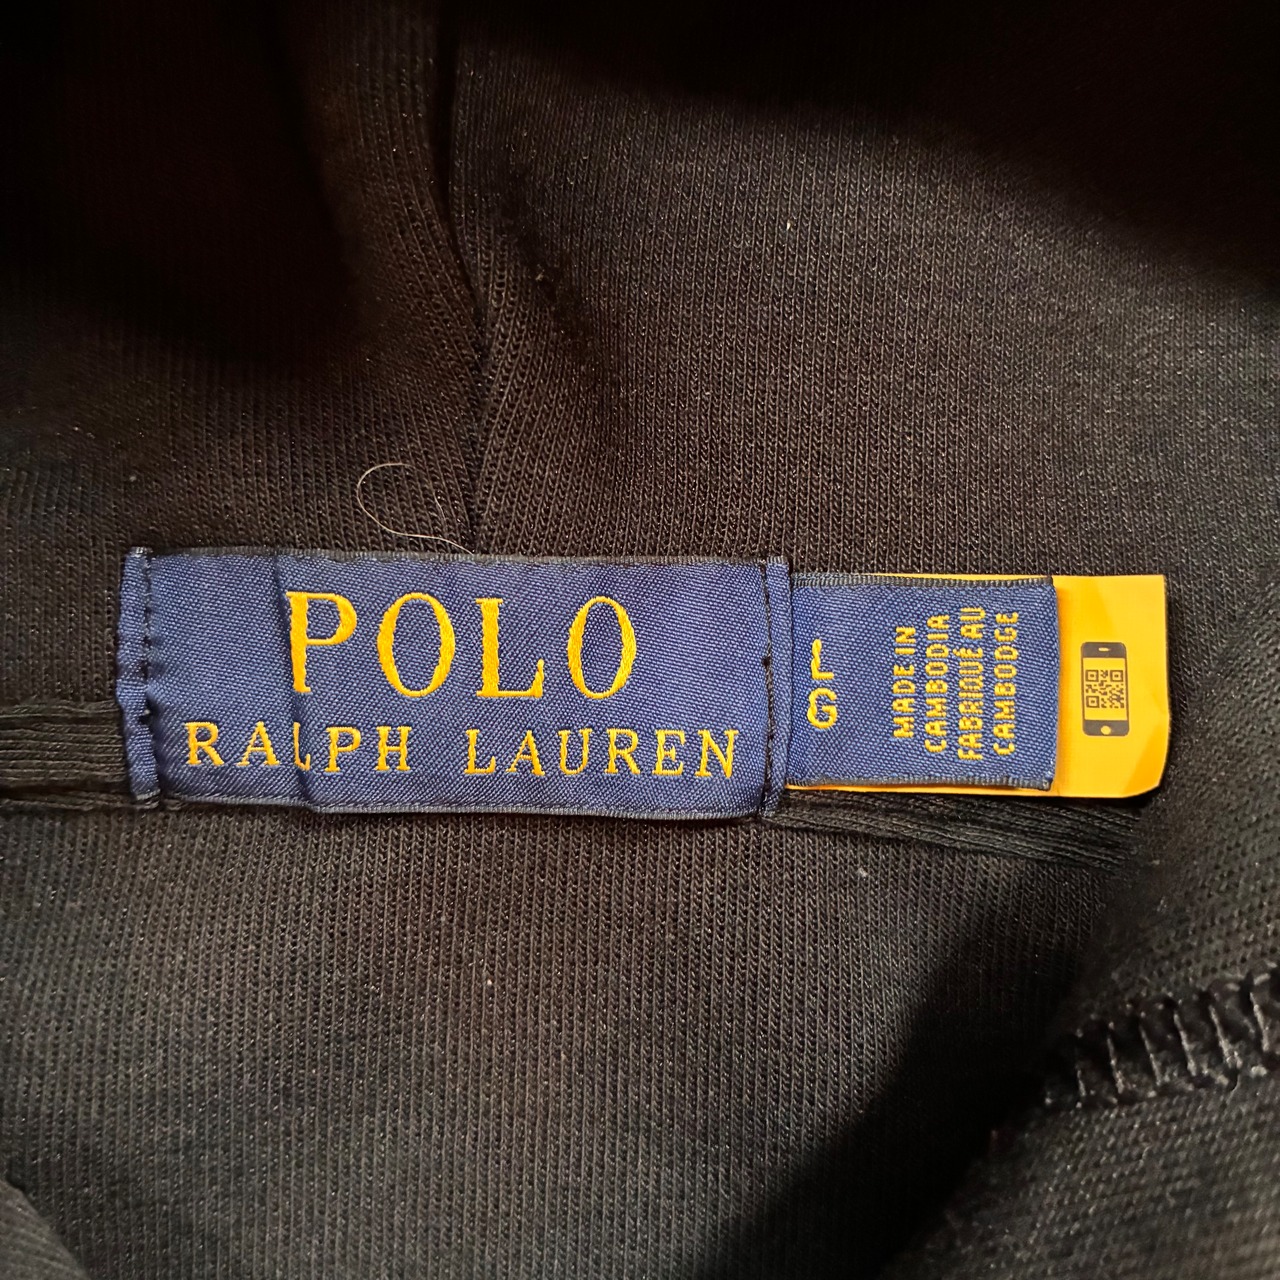 POLO
RALPH LAUREN
L
G
MADE IN
CAMBODIA
FABRIQUÉ AU
CAMBODGE